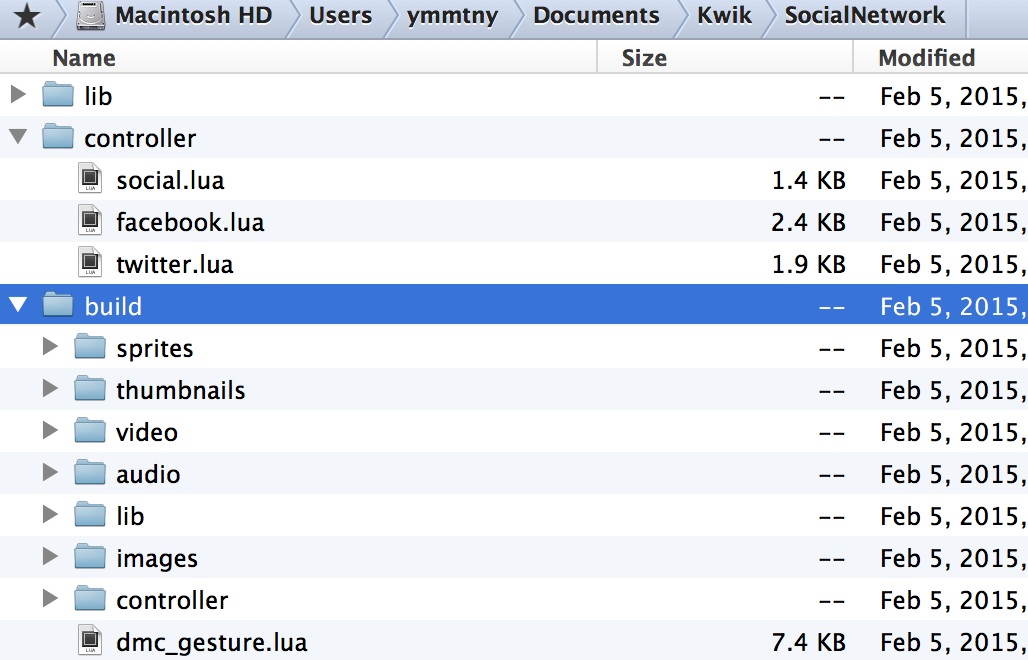 Macintosh HD Users ymmtny Documents Kwik SocialNetwork
Name Size Modified
lib -- Feb 5, 2015,
controller -- Feb 5, 2015,
LUA social.lua 1.4 KB Feb 5, 2015,
LUA facebook.lua 2.4 KB Feb 5, 2015,
LUA twitter.lua 1.9 KB Feb 5, 2015,
build -- Feb 5, 2015,
sprites -- Feb 5, 2015,
thumbnails -- Feb 5, 2015,
video -- Feb 5, 2015,
audio -- Feb 5, 2015,
lib -- Feb 5, 2015,
images -- Feb 5, 2015,
controller -- Feb 5, 2015,
LUA dmc_gesture.lua 7.4 KB Feb 5, 2015,